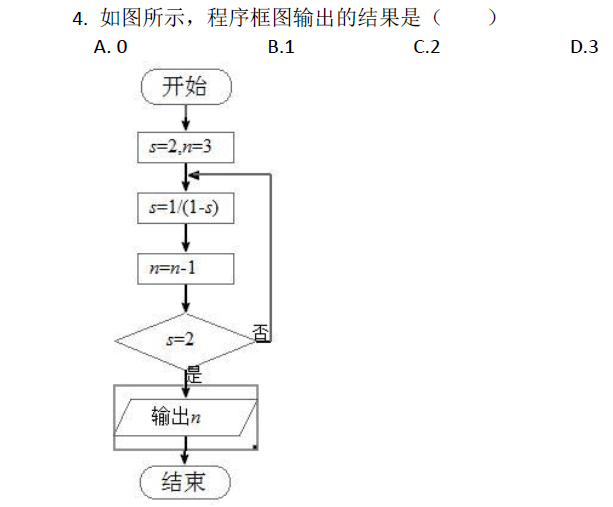 4. 如图所示，程序框图输出的结果是（　　）
A. 0 B.1 C.2 D.3
开始
s=2,n=3
s=1/(1-s)
n=n-1
s=2
否
是
输出n
结束